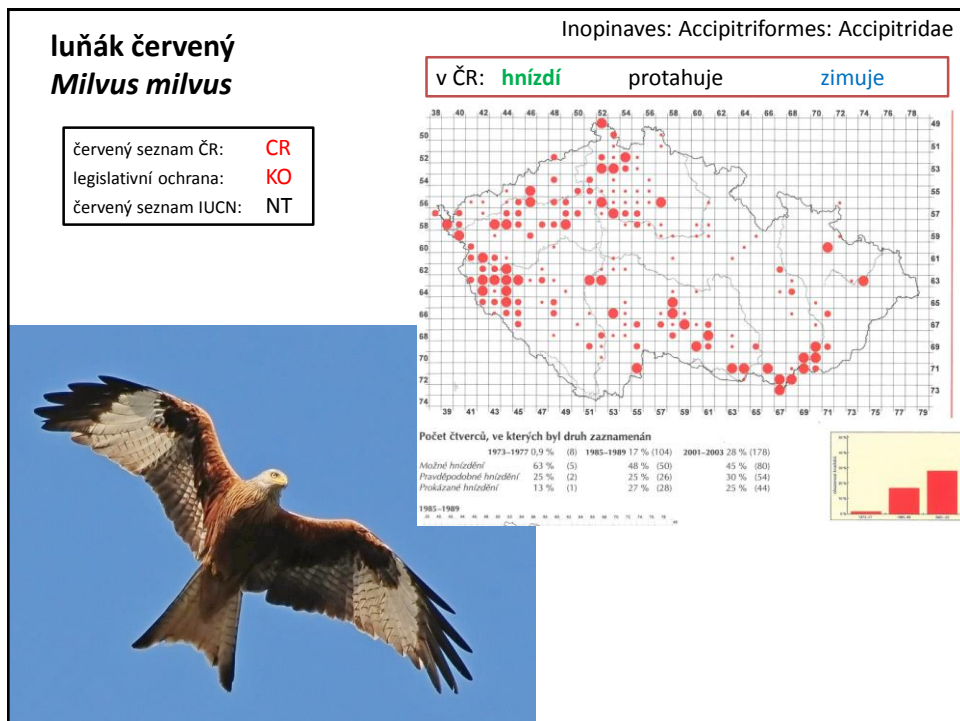 luňák červený
Milvus milvus
Inopinaves: Accipitriformes: Accipitridae
v ČR: hnízdí protahuje zimuje
červený seznam ČR: CR
legislativní ochrana: KO
červený seznam IUCN: NT
38 40 42 44 46 48 50 52 54 56 58 60 62 64 66 68 70 72 74 76 78
49
50
51
52
53
54
55
56
57
58
59
60
61
62
63
64
65
66
67
68
69
70
71
72
73
74
39 41 43 45 47 49 51 53 55 57 59 61 63 65 67 69 71 73 75 77 79
Počet čtverců, ve kterých byl druh zaznamenán
1973–1977 0,9 % (8) 1985–1989 17 % (104) 2001–2003 28 % (178)
Možné hnízdění 63 % (5) 48 % (50) 45 % (80)
Pravděpodobné hnízdění 25 % (2) 25 % (26) 30 % (54)
Prokázané hnízdění 13 % (1) 27 % (28) 25 % (44)
1985–1989